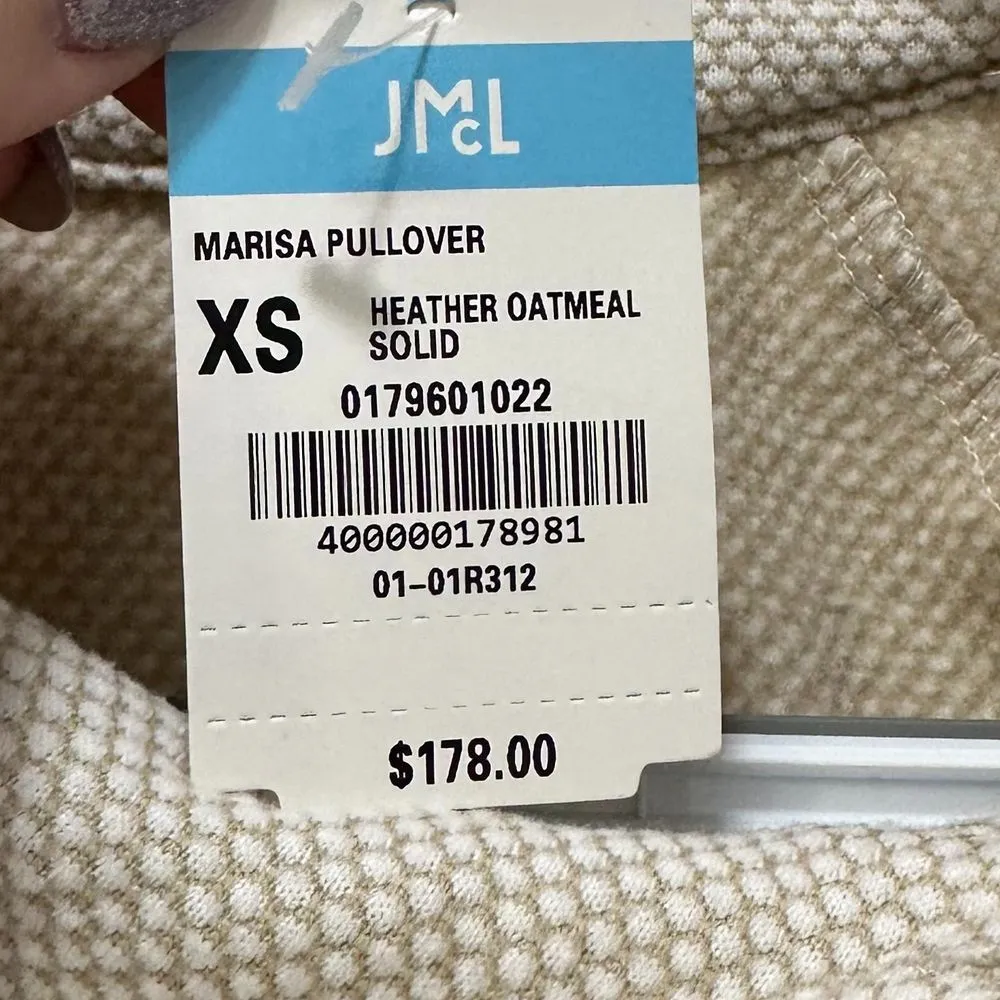 JMcL
MARISA PULLOVER
XS
HEATHER OATMEAL
SOLID
0179601022
400000178981
01-01R312
$178.00